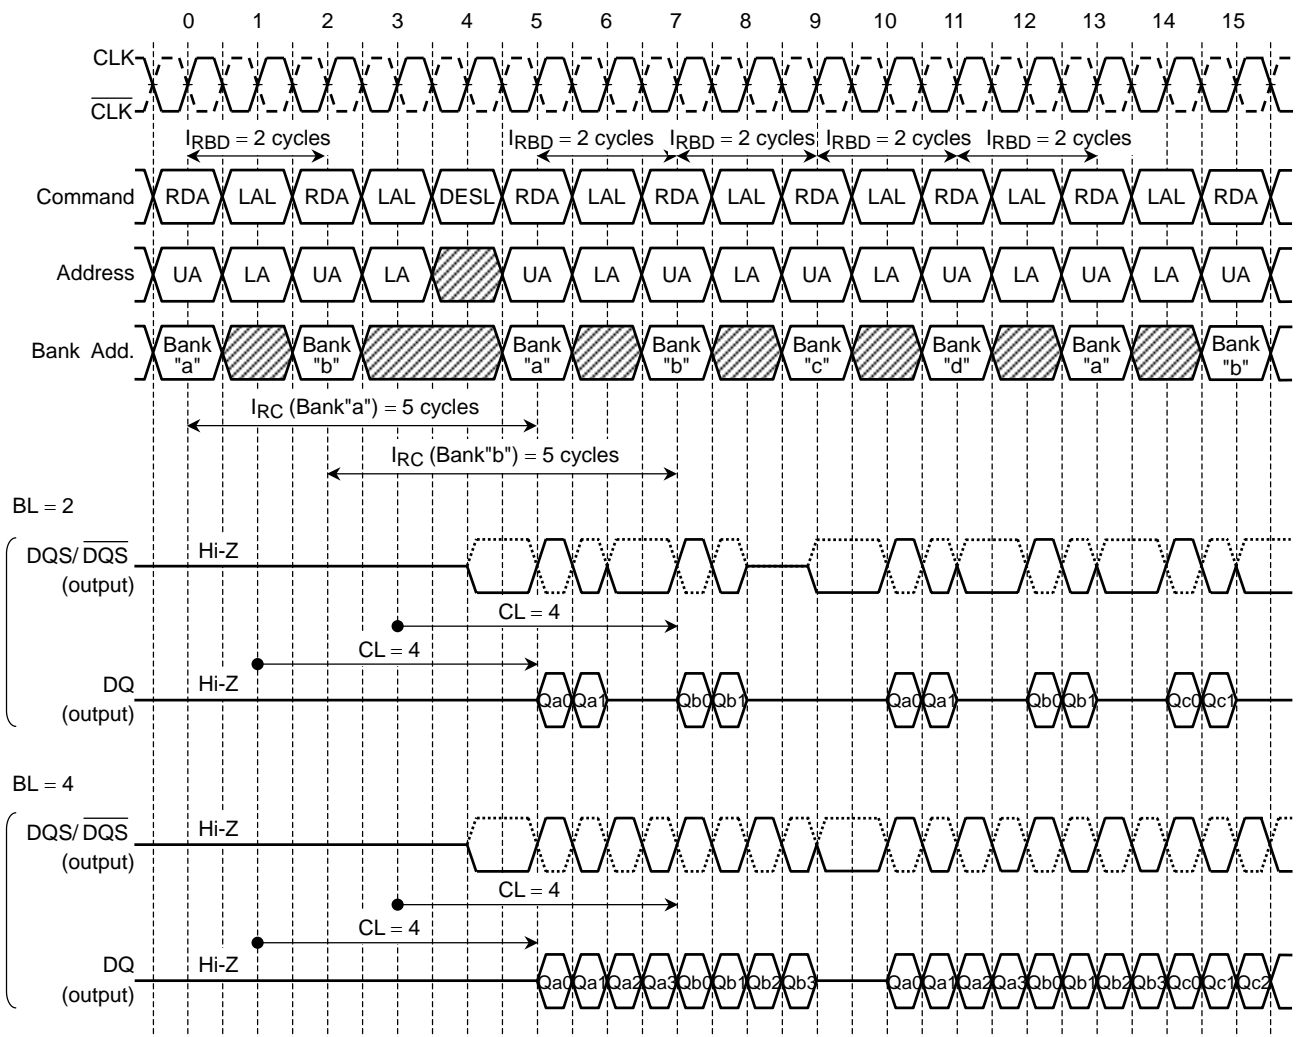 0 1 2 3 4 5 6 7 8 9 10 11 12 13 14 15
CLK
CLK
IRBD = 2 cycles IRBD = 2 cycles IRBD = 2 cycles IRBD = 2 cycles IRBD = 2 cycles
Command RDA LAL RDA LAL DESL RDA LAL RDA LAL RDA LAL RDA LAL RDA LAL RDA
Address UA LA UA LA UA LA UA LA UA LA UA LA UA LA UA
Bank Add. Bank "a" Bank "b" Bank "a" Bank "b" Bank "c" Bank "d" Bank "a" Bank "b"
IRC (Bank"a") = 5 cycles
IRC (Bank"b") = 5 cycles
BL = 2
DQS/ DQS Hi-Z
(output)
CL = 4
CL = 4
DQ Hi-Z
(output) Qa0 Qa1 Qb0 Qb1 Qa0 Qa1 Qb0 Qb1 Qc0 Qc1
BL = 4
DQS/ DQS Hi-Z
(output)
CL = 4
CL = 4
DQ Hi-Z
(output) Qa0 Qa1 Qa2 Qa3 Qb0 Qb1 Qb2 Qb3 Qa0 Qa1 Qa2 Qa3 Qb0 Qb1 Qb2 Qb3 Qc0 Qc1 Qc2